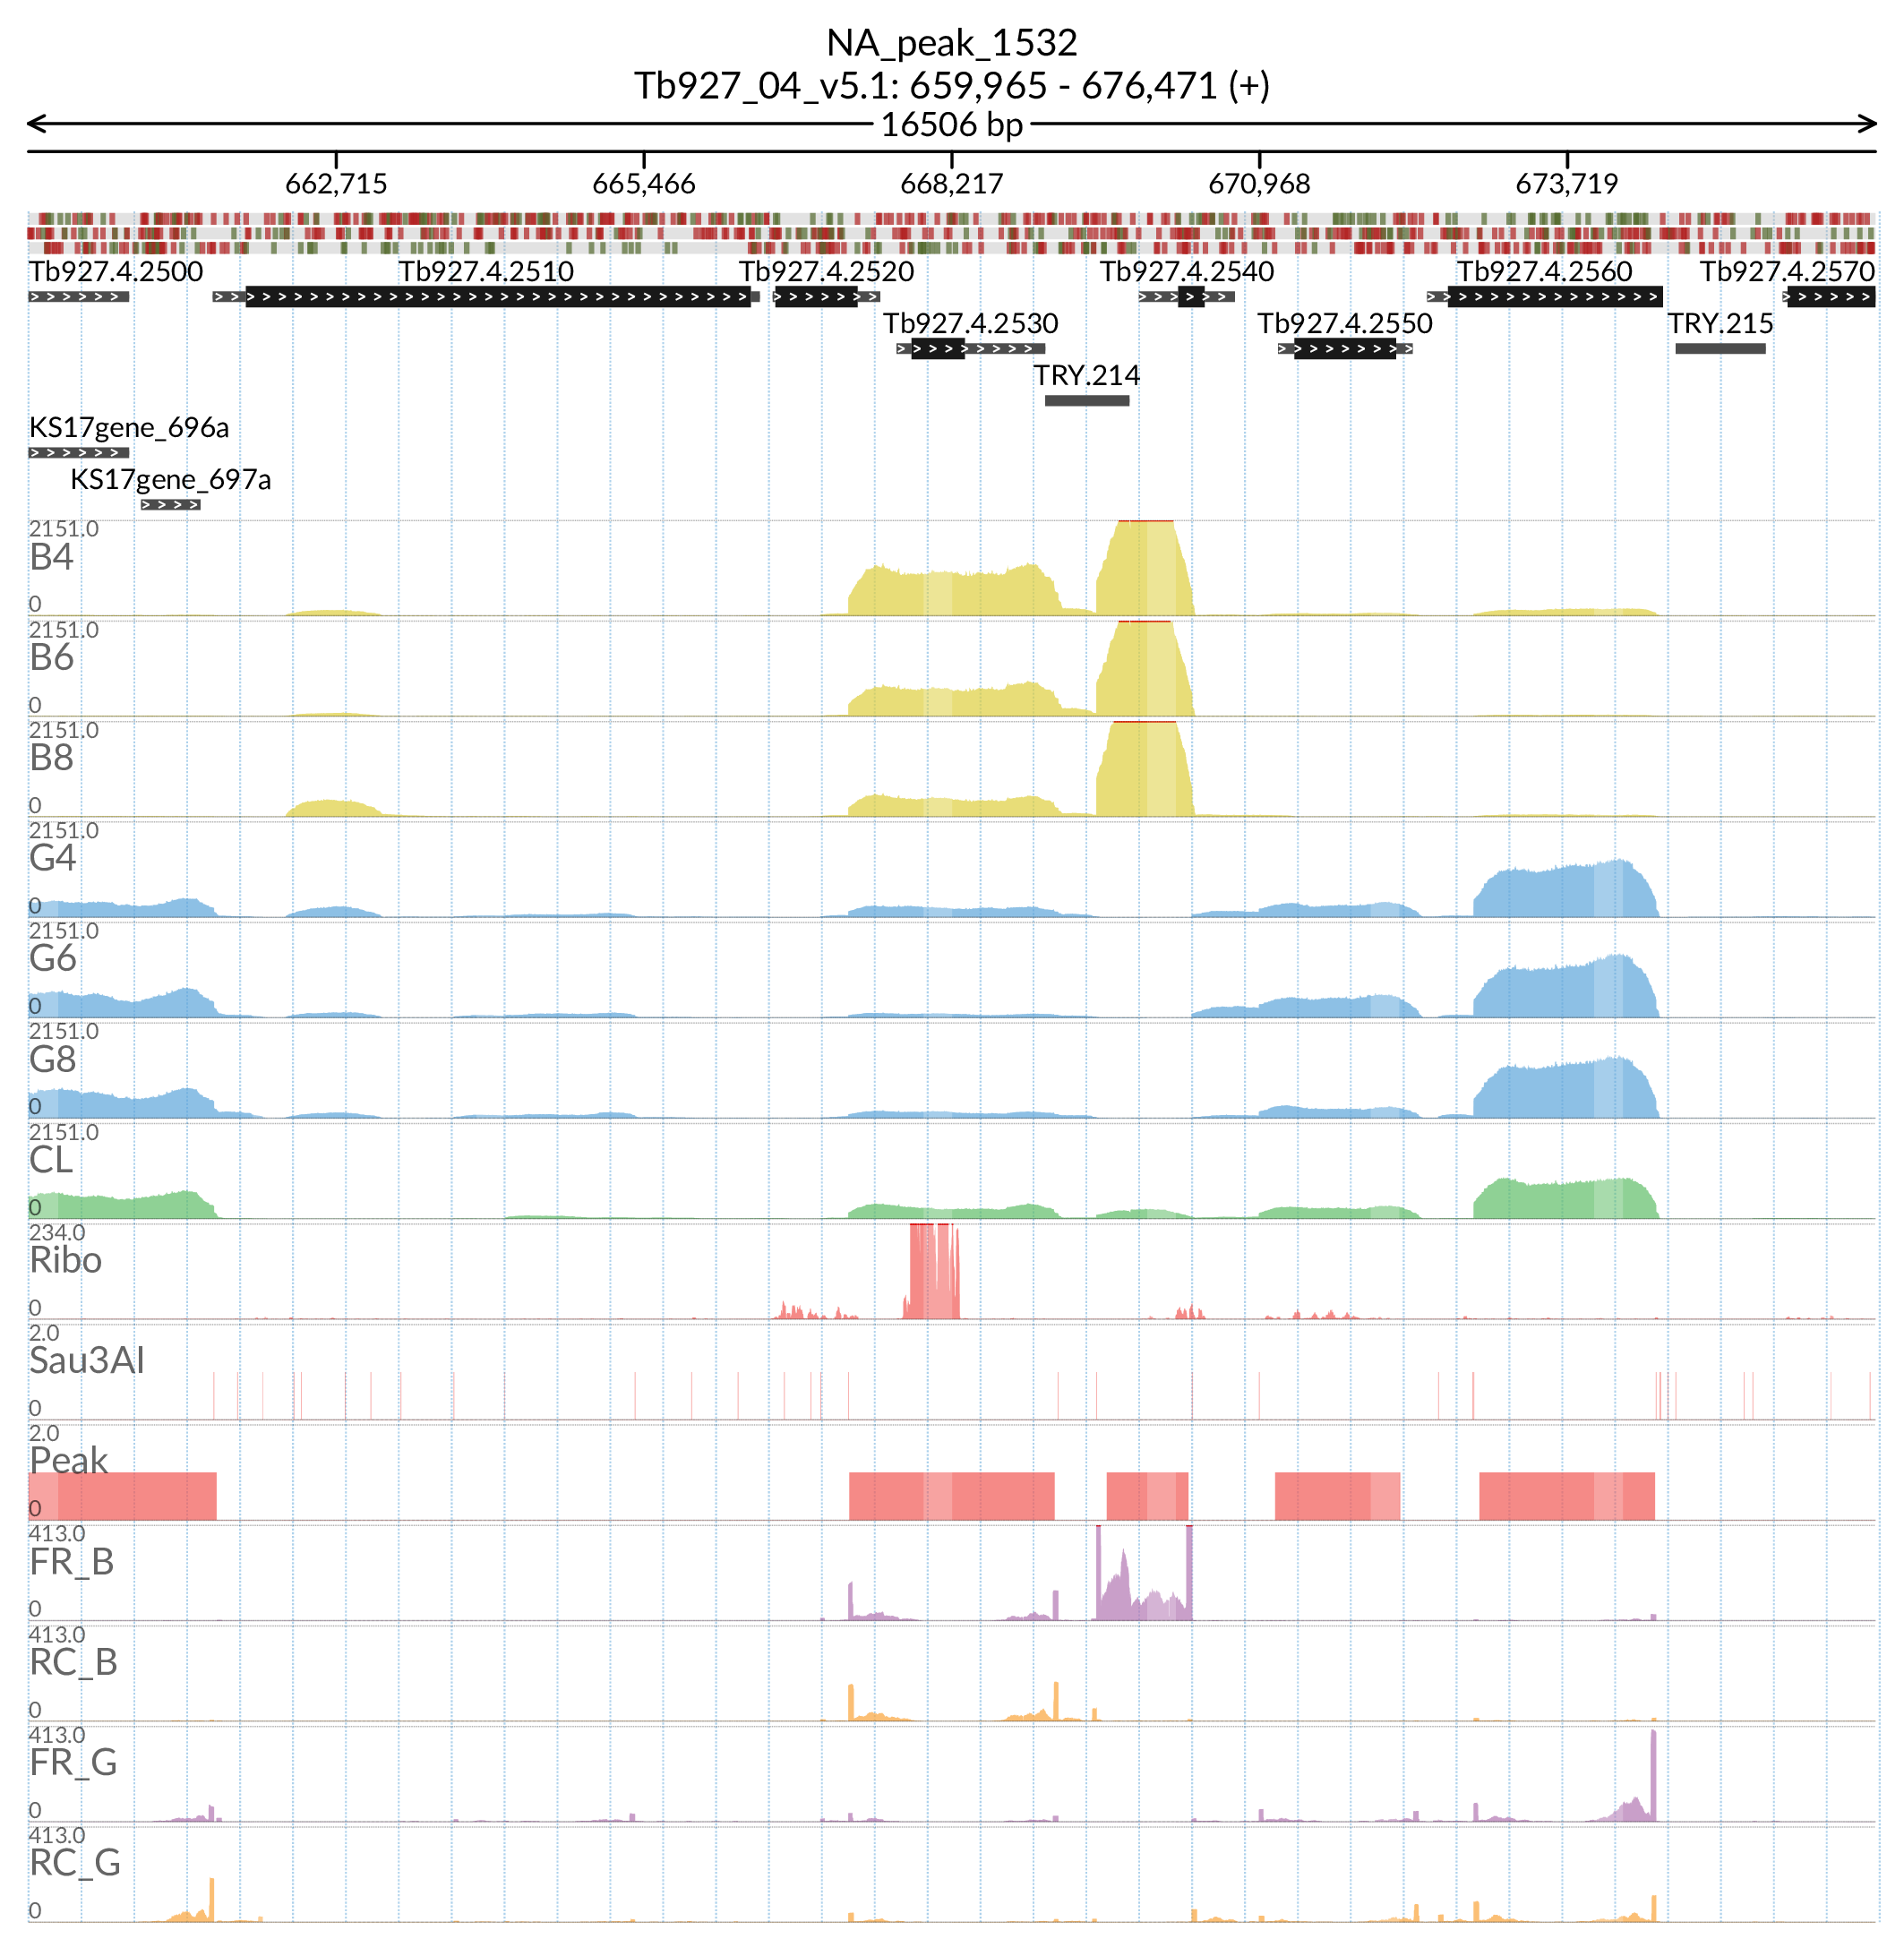 NA_peak_1532
Tb927_04_v5.1: 659,965 - 676,471 (+)
16506 bp
662,715 665,466 668,217 670,968 673,719
Tb927.4.2500 Tb927.4.2510 Tb927.4.2520 Tb927.4.2540 Tb927.4.2560 Tb927.4.2570
Tb927.4.2530 Tb927.4.2550 TRY.215
TRY.214
KS17gene_696a
KS17gene_697a
2151.0
B4
0
2151.0
B6
0
2151.0
B8
0
2151.0
G4
0
2151.0
G6
0
2151.0
G8
0
2151.0
CL
0
234.0
Ribo
0
2.0
Sau3AI
0
2.0
Peak
0
413.0
FR_B
0
413.0
RC_B
0
413.0
FR_G
0
413.0
RC_G
0